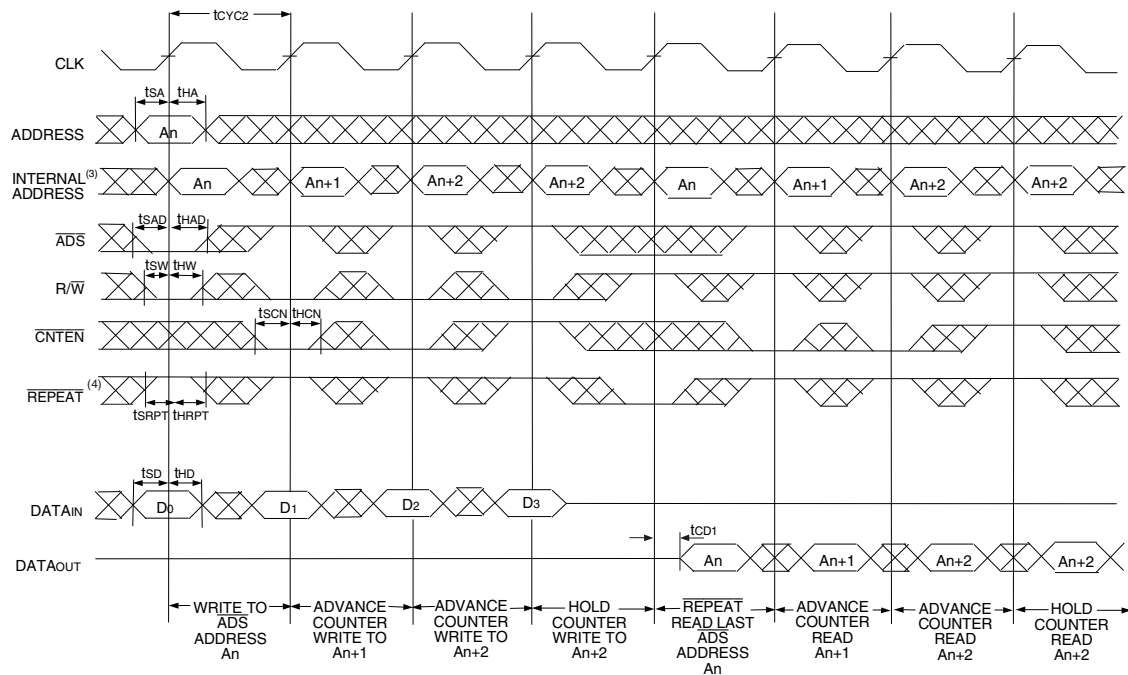 tCYC2
CLK
tSA tHA
ADDRESS An
INTERNAL(3)
ADDRESS
An An+1 An+2 An+2 An An+1 An+2 An+2
tSAD tHAD
ADS
tSW tHW
R/W
tSCN tHCN
CNTEN
REPEAT (4)
tSRPT tHRPT
tSD tHD
DATAIN D0 D1 D2 D3
tCD1
DATAOUT An An+1 An+2 An+2
WRITE TO
ADS
ADDRESS
An
ADVANCE
COUNTER
WRITE TO
An+1
ADVANCE
COUNTER
WRITE TO
An+2
HOLD
COUNTER
WRITE TO
An+2
REPEAT
READ LAST
ADS
ADDRESS
An
ADVANCE
COUNTER
READ
An+1
ADVANCE
COUNTER
READ
An+2
HOLD
COUNTER
READ
An+2